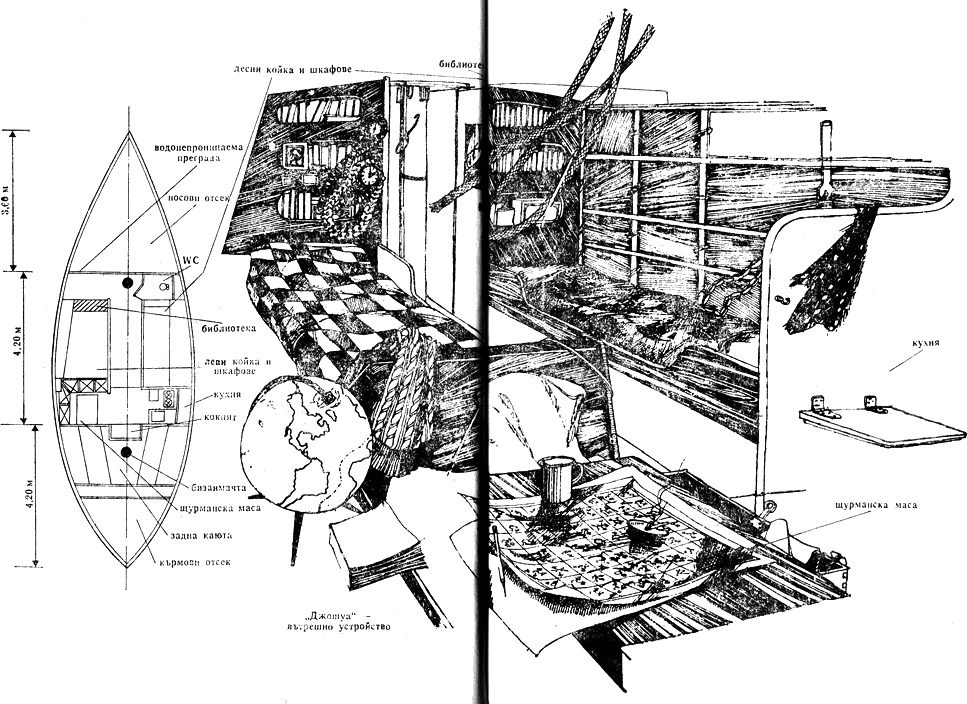 десни койка и шкафове
библиоте
водонепроницаема
преграда
носови отсек
WC
библиотека
леви койка и
шкафове
кухня
кокпит
бизанмачта
щурманска маса
задна каюта
кърмови отсек
3,60 м
4,20 м
4,20 м
кухня
щурманска маса
„Джошуа“ –
вътрешно устройство